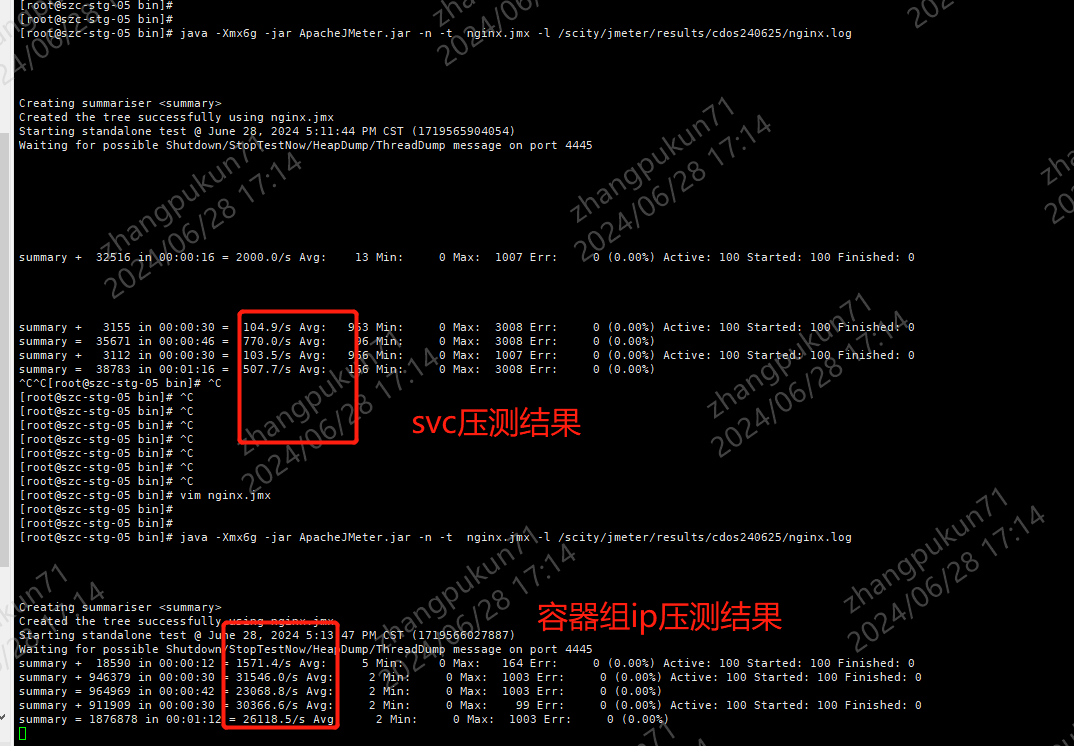 [root@szc-stg-05 bin]#
[root@szc-stg-05 bin]#
[root@szc-stg-05 bin]# java -Xmx6g -jar ApacheJMeter.jar -n -t  nginx.jmx -l /scity/jmeter/results/cdos240625/nginx.log
Creating summariser <summary>
Created the tree successfully using nginx.jmx
Starting standalone test @ June 28, 2024 5:11:44 PM CST (1719565904054)
Waiting for possible Shutdown/StopTestNow/HeapDump/ThreadDump message on port 4445
summary +  32516 in 00:00:16 = 2000.0/s Avg:    13 Min:     0 Max:  1007 Err:     0 (0.00%) Active: 100 Started: 100 Finished: 0
summary +   3155 in 00:00:30 =  104.9/s Avg:   963 Min:     0 Max:  3008 Err:     0 (0.00%) Active: 100 Started: 100 Finished: 0
summary =  35671 in 00:00:46 =  770.0/s Avg:    96 Min:     0 Max:  3008 Err:     0 (0.00%)
summary +   3112 in 00:00:30 =  103.5/s Avg:   966 Min:     0 Max:  1007 Err:     0 (0.00%) Active: 100 Started: 100 Finished: 0
summary =  38783 in 00:01:16 =  507.7/s Avg:   166 Min:     0 Max:  3008 Err:     0 (0.00%)
^C^C[root@szc-stg-05 bin]# ^C
[root@szc-stg-05 bin]# ^C
[root@szc-stg-05 bin]# ^C
svc压测结果
[root@szc-stg-05 bin]# ^C
[root@szc-stg-05 bin]# ^C
[root@szc-stg-05 bin]# ^C
[root@szc-stg-05 bin]# ^C
[root@szc-stg-05 bin]# ^C
[root@szc-stg-05 bin]# vim nginx.jmx
[root@szc-stg-05 bin]#
[root@szc-stg-05 bin]#
[root@szc-stg-05 bin]# java -Xmx6g -jar ApacheJMeter.jar -n -t  nginx.jmx -l /scity/jmeter/results/cdos240625/nginx.log
Creating summariser <summary>
容器组ip压测结果
Created the tree successfully using nginx.jmx
Starting standalone test @ June 28, 2024 5:13:47 PM CST (1719566027887)
Waiting for possible Shutdown/StopTestNow/HeapDump/ThreadDump message on port 4445
summary +  18590 in 00:00:12 = 1571.4/s Avg:     5 Min:     0 Max:   164 Err:     0 (0.00%) Active: 100 Started: 100 Finished: 0
summary + 946379 in 00:00:30 = 31546.0/s Avg:     2 Min:     0 Max:  1003 Err:     0 (0.00%) Active: 100 Started: 100 Finished: 0
summary = 964969 in 00:00:42 = 23068.8/s Avg:     2 Min:     0 Max:  1003 Err:     0 (0.00%)
summary + 911909 in 00:00:30 = 30366.6/s Avg:     2 Min:     0 Max:    99 Err:     0 (0.00%) Active: 100 Started: 100 Finished: 0
summary = 1876878 in 00:01:12 = 26118.5/s Avg:     2 Min:     0 Max:  1003 Err:     0 (0.00%)
zhangpukun71
2024/06/28 17:14